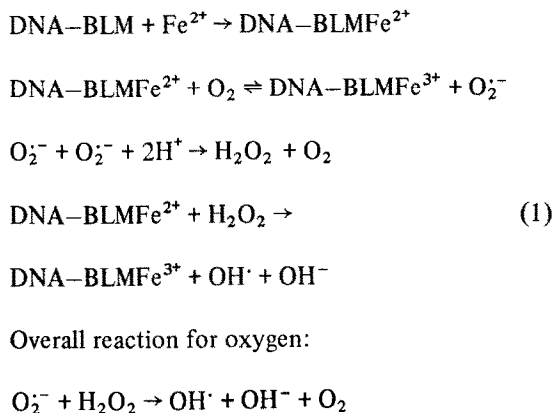 DNA–BLM + Fe²⁺ → DNA–BLMFe²⁺
DNA–BLMFe²⁺ + O₂ ⇌ DNA–BLMFe³⁺ + O₂·⁻
O₂·⁻ + O₂·⁻ + 2H⁺ → H₂O₂ + O₂
DNA–BLMFe²⁺ + H₂O₂ → (1)
DNA–BLMFe³⁺ + OH· + OH⁻
Overall reaction for oxygen:
O₂·⁻ + H₂O₂ → OH· + OH⁻ + O₂